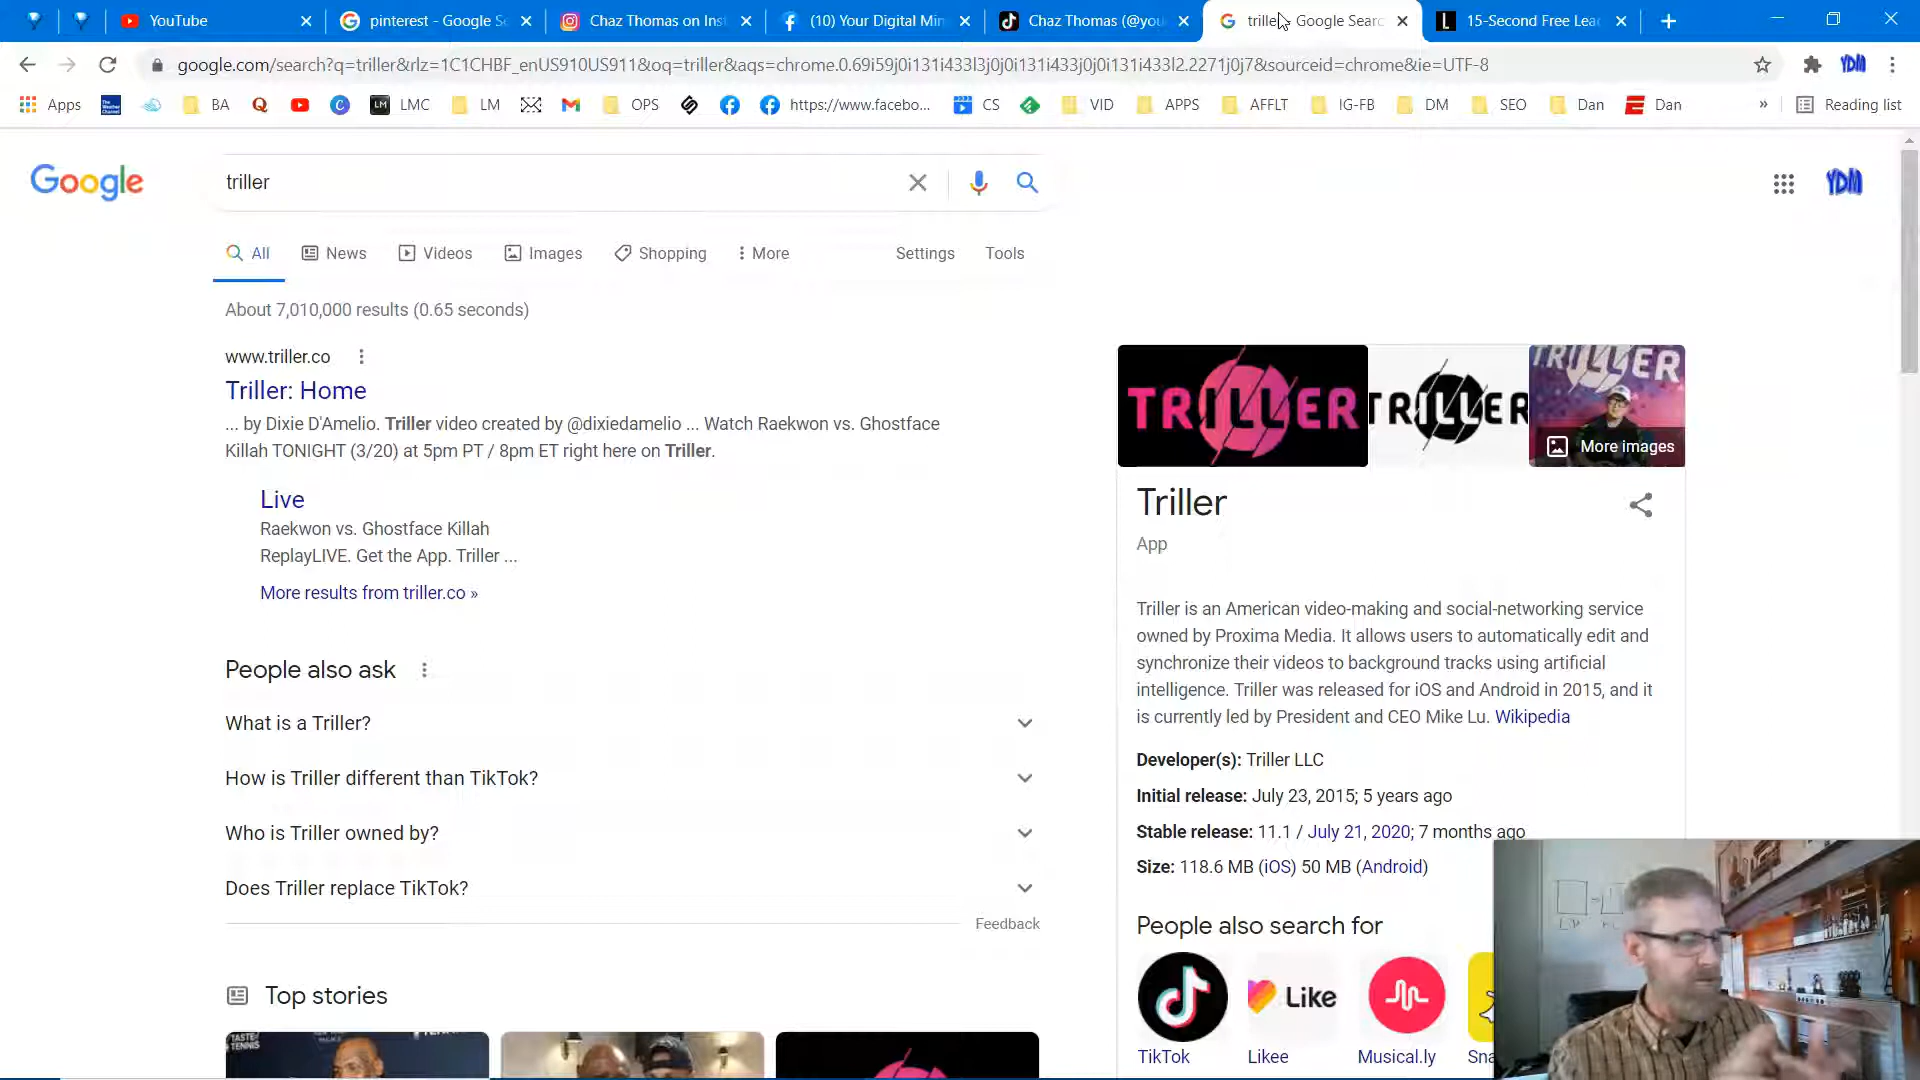 YouTube
pinterest - Google Se
Chaz Thomas on Inst
(10) Your Digital Min
Chaz Thomas (@you
triller - Google Searc
15-Second Free Lea
google.com/search?q=triller&rlz=1C1CHBF_enUS910US911&oq=triller&aqs=chrome.0.69i59j0i131i433l3j0j0i131i433j0j0i131i433l2.2271j0j7&sourceid=chrome&ie=UTF-8
YDM
Apps
BA
LM
LMC
LM
OPS
https://www.facebo...
CS
VID
APPS
AFFLT
IG-FB
DM
SEO
Dan
Dan
»
Reading list
Google
triller
YDM
All
News
Videos
Images
Shopping
More
Settings
Tools
About 7,010,000 results (0.65 seconds)
www.triller.co
Triller: Home
... by Dixie D'Amelio. Triller video created by @dixiedamelio ... Watch Raekwon vs. Ghostface
Killah TONIGHT (3/20) at 5pm PT / 8pm ET right here on Triller.
Live
Raekwon vs. Ghostface Killah
ReplayLIVE. Get the App. Triller ...
More results from triller.co »
People also ask
What is a Triller?
How is Triller different than TikTok?
Who is Triller owned by?
Does Triller replace TikTok?
Feedback
Top stories
TASTE
TENNIS
TRILLER
TRILLER
TRILLER
More images
Triller
App
Triller is an American video-making and social-networking service
owned by Proxima Media. It allows users to automatically edit and
synchronize their videos to background tracks using artificial
intelligence. Triller was released for iOS and Android in 2015, and it
is currently led by President and CEO Mike Lu. Wikipedia
Developer(s): Triller LLC
Initial release: July 23, 2015; 5 years ago
Stable release: 11.1 / July 21, 2020; 7 months ago
Size: 118.6 MB (iOS) 50 MB (Android)
People also search for
Like
TikTok
Likee
Musical.ly
Sna